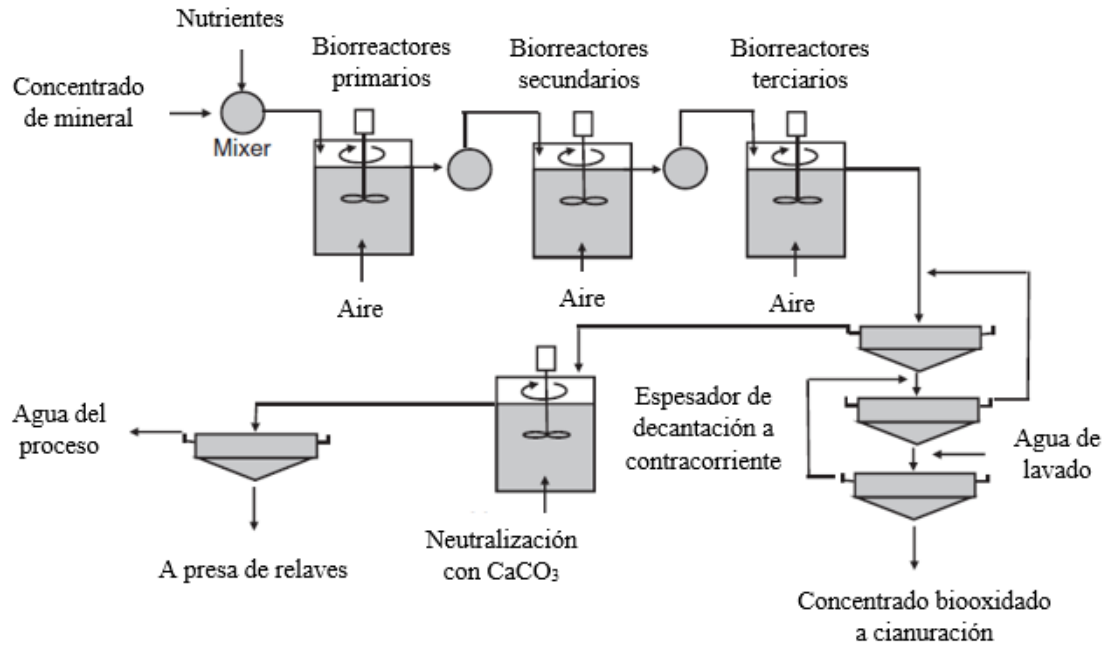 Nutrientes
Concentrado
de mineral
Mixer
Biorreactores
primarios
Biorreactores
secundarios
Biorreactores
terciarios
Aire
Aire
Aire
Agua del
proceso
Espesador de
decantación a
contracorriente
Agua de
lavado
Neutralización
con CaCO₃
A presa de relaves
Concentrado biooxidado
a cianuración